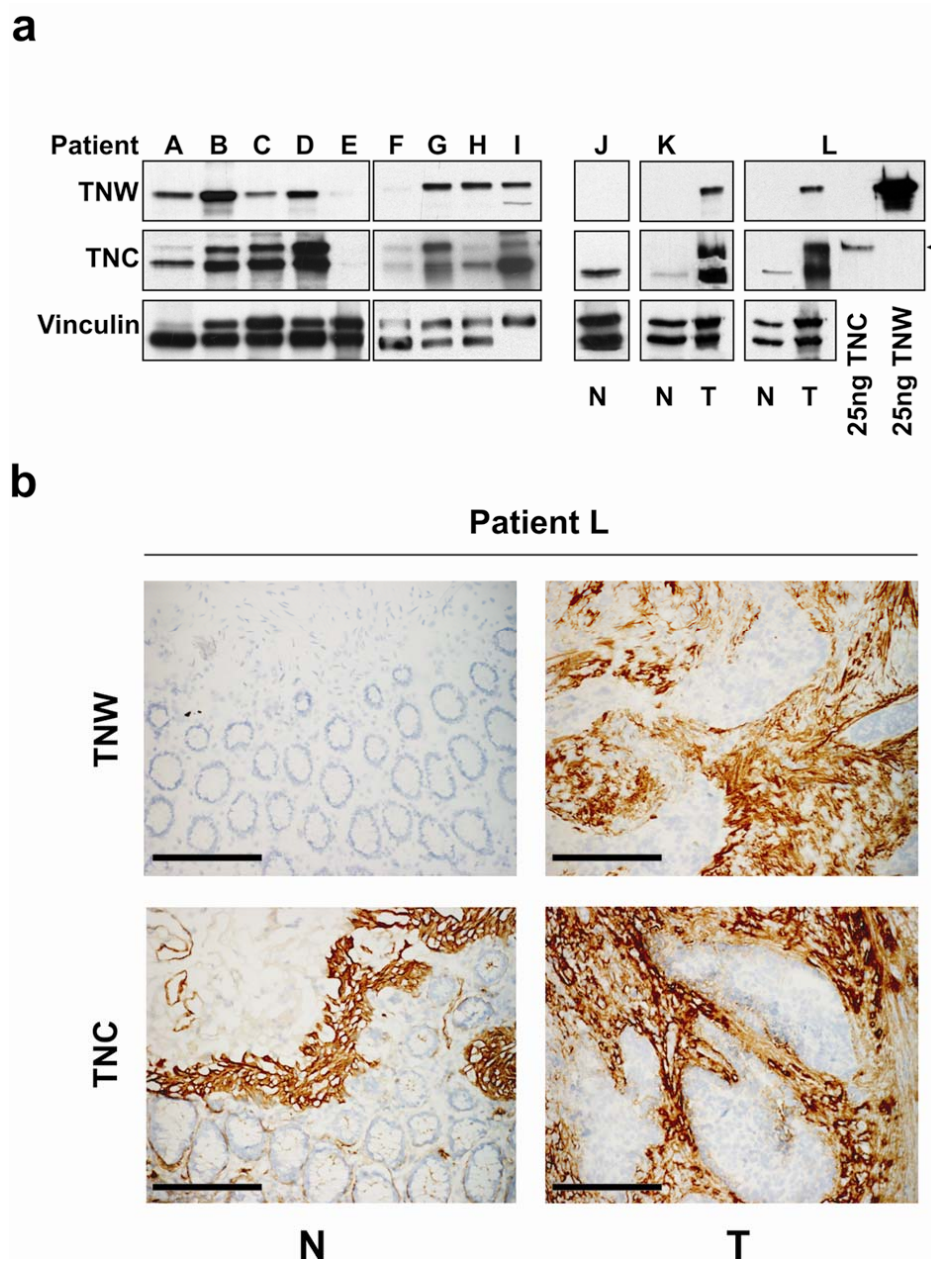 a
Patient A B C D E F G H I J K L
TNW
TNC
Vinculin
N N T N T 25ng TNC 25ng TNW
b
Patient L
TNW
TNC
N T